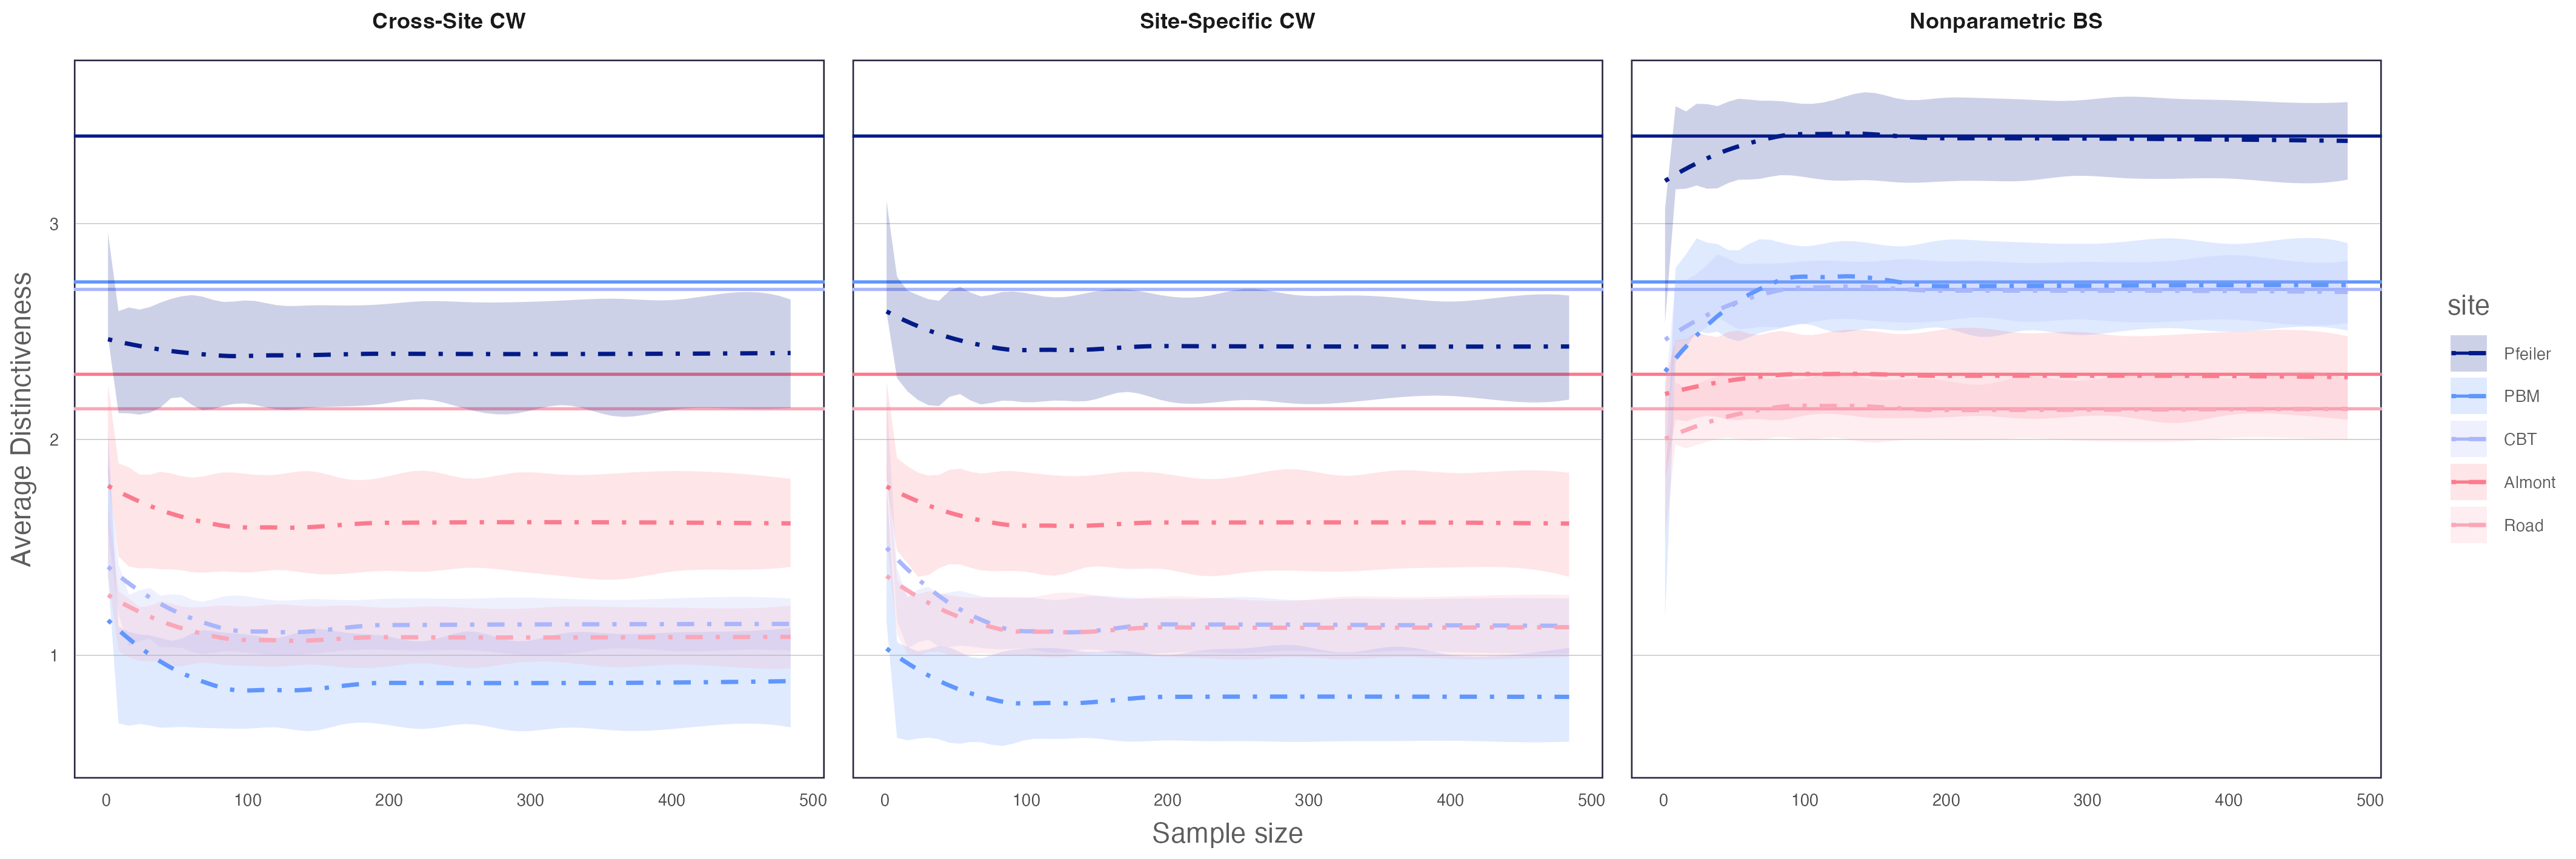 Cross-Site CW
Site-Specific CW
Nonparametric BS
Average Distinctiveness
3
2
1
0 100 200 300 400 500
0 100 200 300 400 500
0 100 200 300 400 500
Sample size
site
Pfeiler
PBM
CBT
Almont
Road